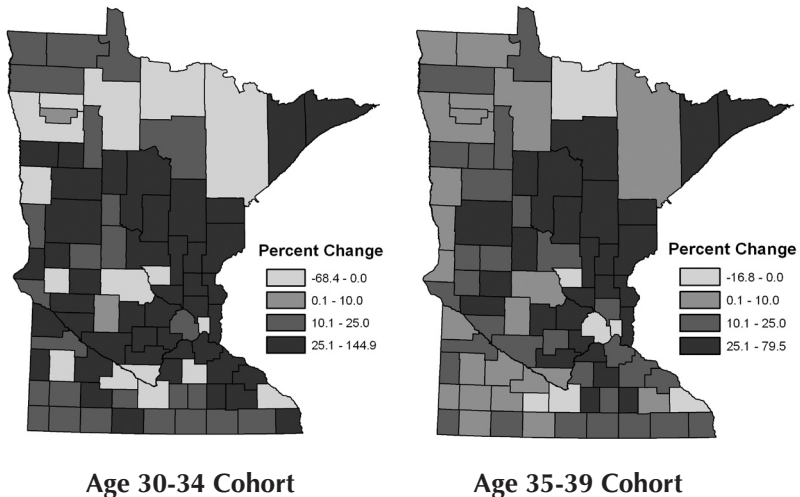 Percent Change
-68.4 - 0.0
0.1 - 10.0
10.1 - 25.0
25.1 - 144.9
Percent Change
-16.8 - 0.0
0.1 - 10.0
10.1 - 25.0
25.1 - 79.5
Age 30-34 Cohort
Age 35-39 Cohort